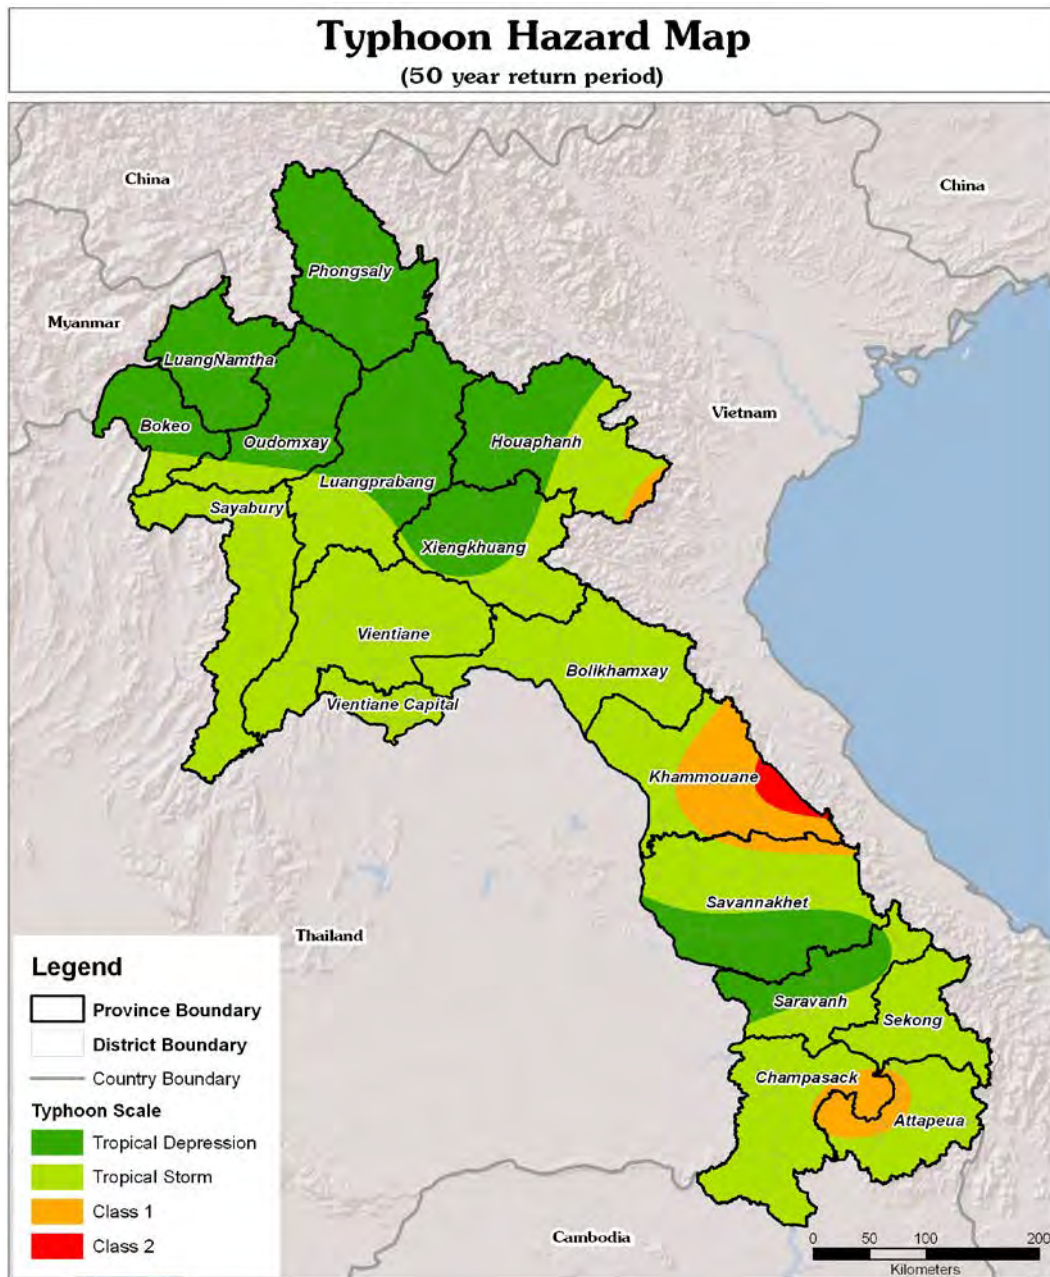 Typhoon Hazard Map
(50 year return period)
China
China
Phongsaly
Myanmar
LuangNamtha
Vietnam
Bokeo
Oudomxay
Houaphanh
Luangprabang
Sayabury
Xiengkhuang
Vientiane
Bolikhamxay
Vientiane Capital
Khammouane
Savannakhet
Thailand
Saravanh
Sekong
Champasack
Attapeua
Cambodia
Legend
Province Boundary
District Boundary
Country Boundary
Typhoon Scale
Tropical Depression
Tropical Storm
Class 1
Class 2
0 50 100 200
Kilometers